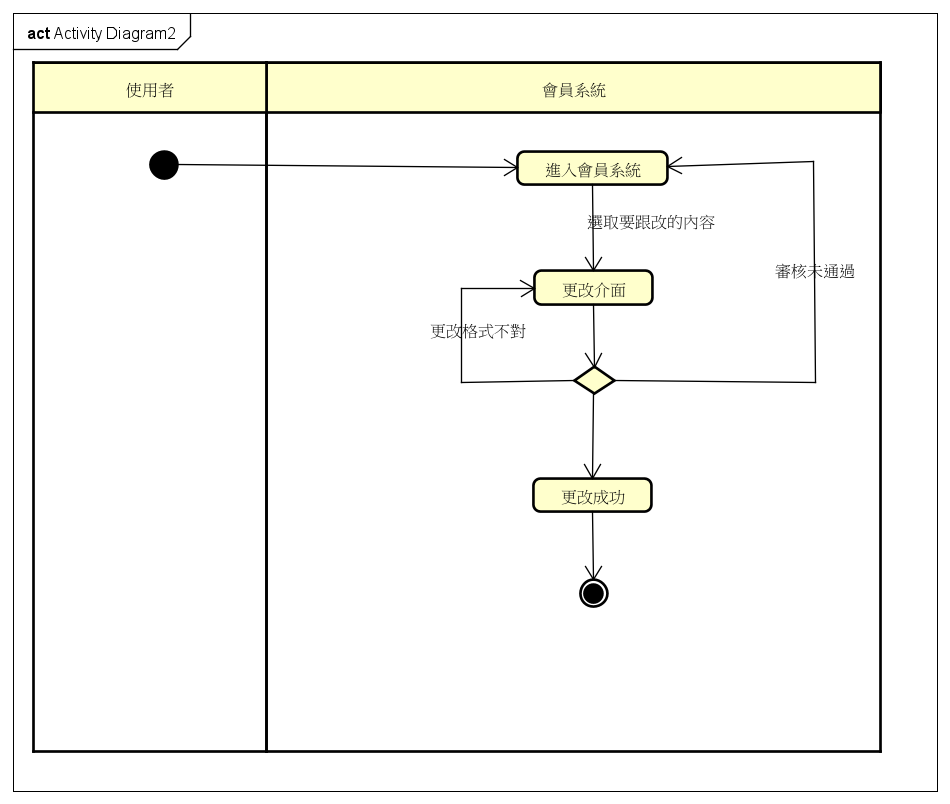 act Activity Diagram2
使用者
會員系統
進入會員系統
選取要跟改的內容
審核未通過
更改介面
更改格式不對
更改成功